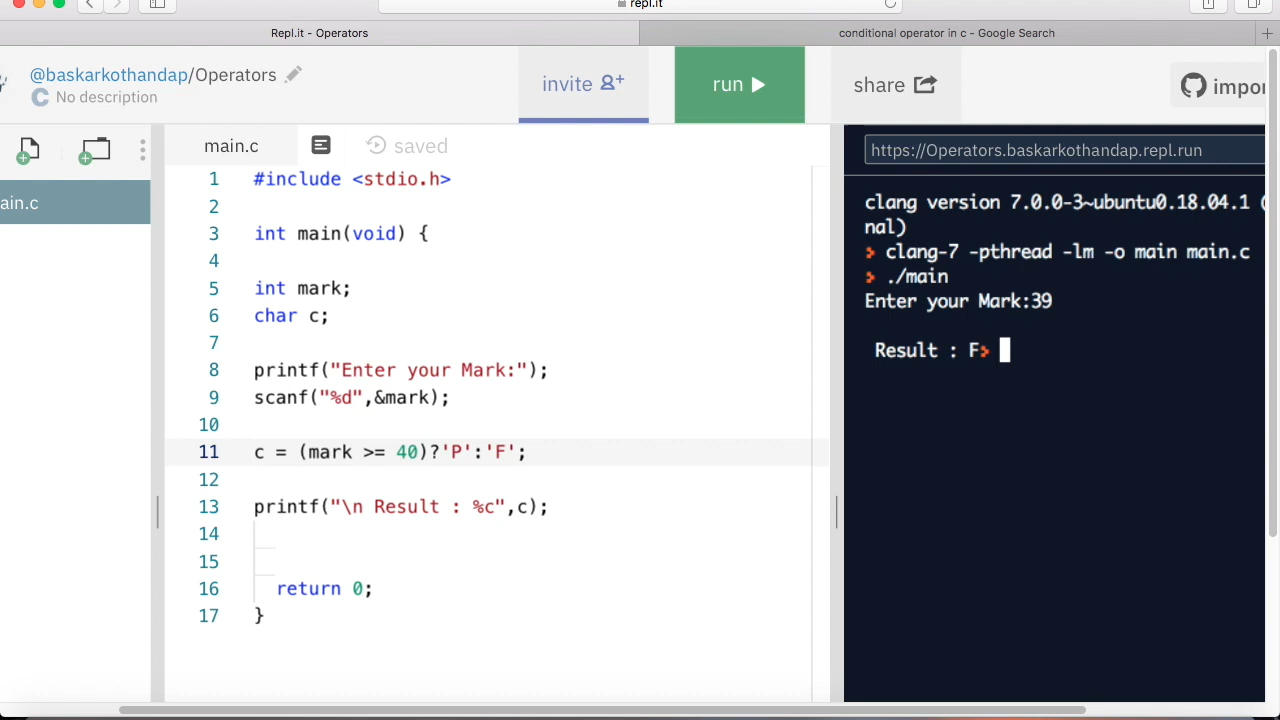 repl.it
Repl.it - Operators
conditional operator in c - Google Search
@baskarkothandap/Operators
No description
invite
run
share
impor
main.c
saved
ain.c
1 #include <stdio.h>
2
3 int main(void) {
4
5 int mark;
6 char c;
7
8 printf("Enter your Mark:");
9 scanf("%d",&mark);
10
11 c = (mark >= 40)?'P':'F';
12
13 printf("\n Result : %c",c);
14
15
16 return 0;
17 }
https://Operators.baskarkothandap.repl.run
clang version 7.0.0-3~ubuntu0.18.04.1 (
nal)
> clang-7 -pthread -lm -o main main.c
> ./main
Enter your Mark:39
Result : F>